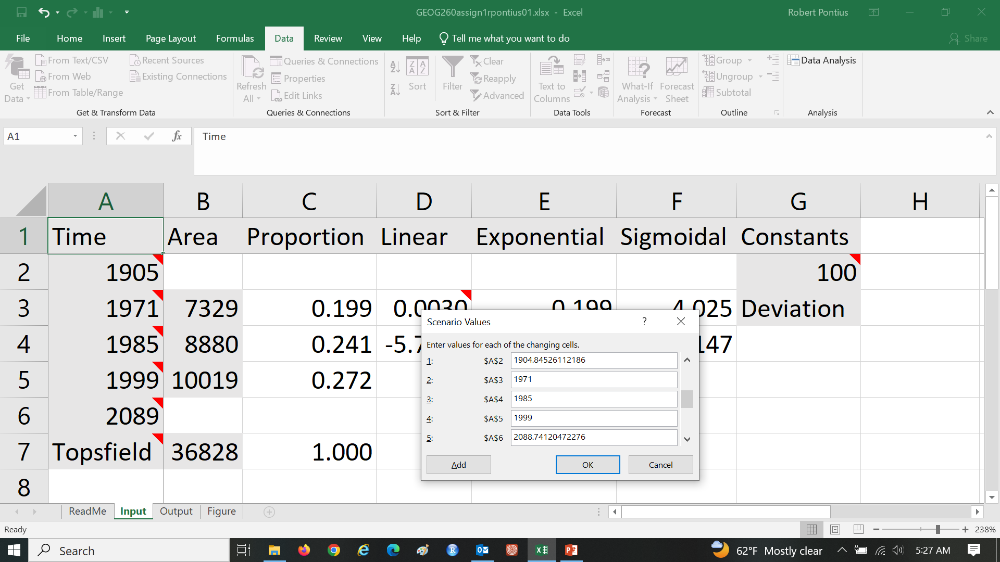 GEOG260assign1rpontius01.xlsx - Excel
Robert Pontius
File Home Insert Page Layout Formulas Data Review View Help Tell me what you want to do Share
Get Data
From Text/CSV
From Web
From Table/Range
Recent Sources
Existing Connections
Get & Transform Data
Refresh All
Queries & Connections
Properties
Edit Links
Queries & Connections
Sort
Filter
Clear
Reapply
Advanced
Sort & Filter
Text to Columns
Data Tools
What-If Analysis
Forecast Sheet
Forecast
Group
Ungroup
Subtotal
Outline
Data Analysis
Analysis
A1 fx Time
A B C D E F G H
1 Time Area Proportion Linear Exponential Sigmoidal Constants
2 1905 100
3 1971 7329 0.199 0.0030 0.199 4.025 Deviation
4 1985 8880 0.241 -5.7 147
5 1999 10019 0.272
6 2089
7 Topsfield 36828 1.000
8
Scenario Values ?
Enter values for each of the changing cells.
1: $A$2 1904.84526112186
2: $A$3 1971
3: $A$4 1985
4: $A$5 1999
5: $A$6 2088.74120472276
Add OK Cancel
ReadMe Input Output Figure
Ready 238%
Search 62°F Mostly clear 5:27 AM